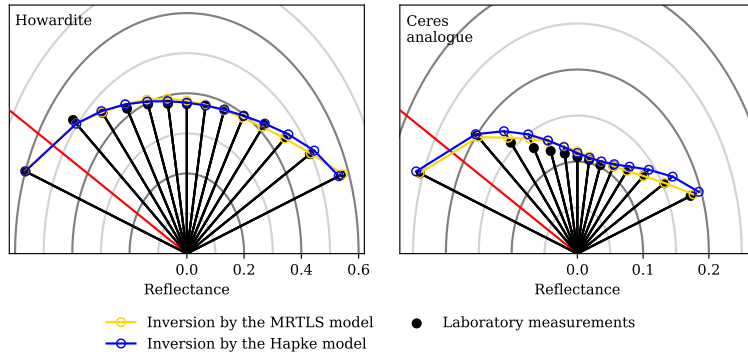 Howardite
0.0 0.2 0.4 0.6
Reflectance
Ceres
analogue
0.0 0.1 0.2
Reflectance
Inversion by the MRTLS model
Inversion by the Hapke model
Laboratory measurements